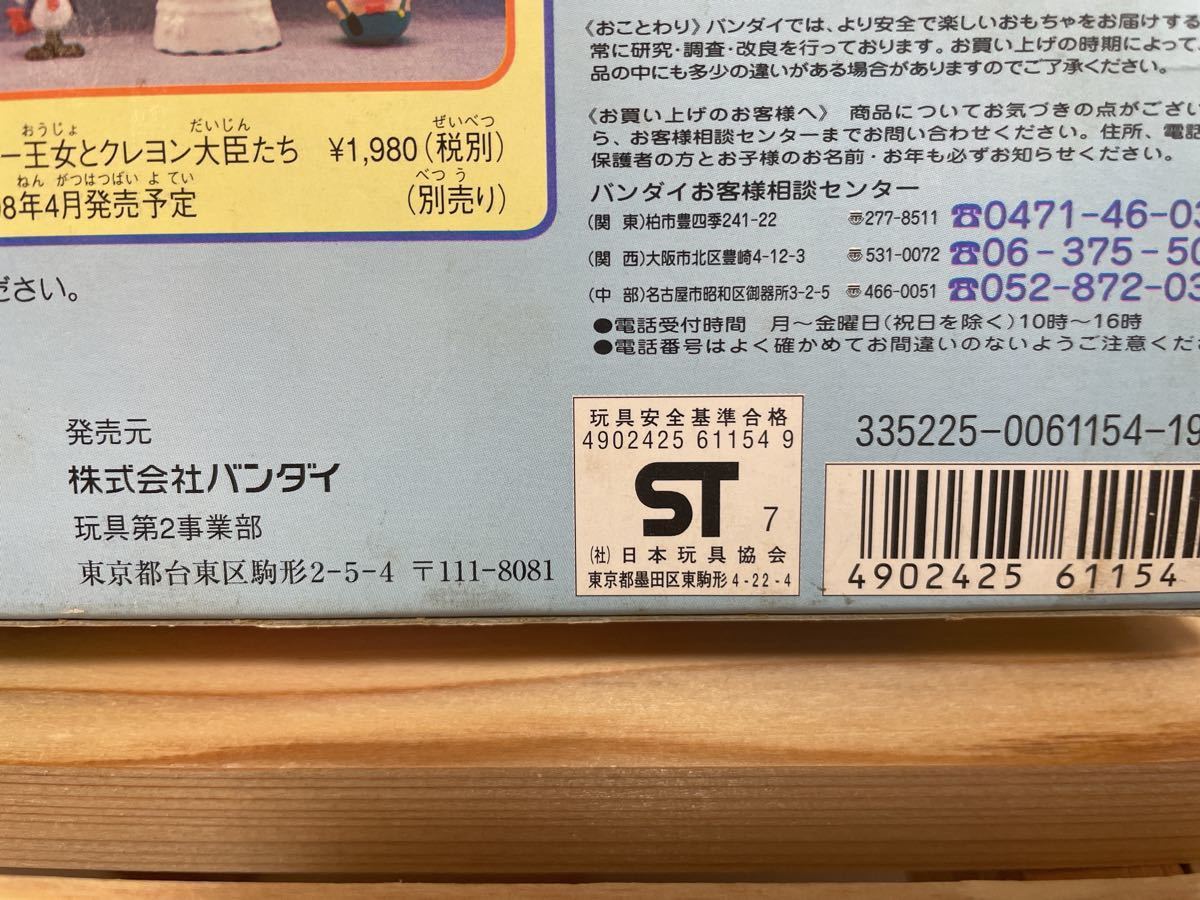 おうじょ だいじん ぜいべつ
ー王女とクレヨン大臣たち ¥1,980(税別)
ねん がつはつばい よ てい べつ う
8年4月発売予定 (別売り)
ださい。
《おことわり》バンダイでは、より安全で楽しいおもちゃをお届けする
常に研究・調査・改良を行っております。お買い上げの時期によって
品の中にも多少の違いがある場合がありますのでご了承ください。
《お買い上げのお客様へ》 商品についてお気づきの点がござい
ら、お客様相談センターまでお問い合わせください。住所、電話
保護者の方とお子様のお名前・お年も必ずお知らせください。
バンダイお客様相談センター
(関 東)柏市豊四季241-22 〠277-8511 ☎0471-46-03
(関 西)大阪市北区豊崎4-12-3 〠531-0072 ☎06-375-50
(中 部)名古屋市昭和区御器所3-2-5 〠466-0051 ☎052-872-03
●電話受付時間 月〜金曜日(祝日を除く)10時〜16時
●電話番号はよく確かめてお間違いのないようご注意くださ
発売元
株式会社バンダイ
玩具第2事業部
東京都台東区駒形2-5-4 〒111-8081
玩具安全基準合格
4902425 61154 9
ST 7
(社)日本玩具協会
東京都墨田区東駒形4-22-4
335225-0061154-19
4902425 61154